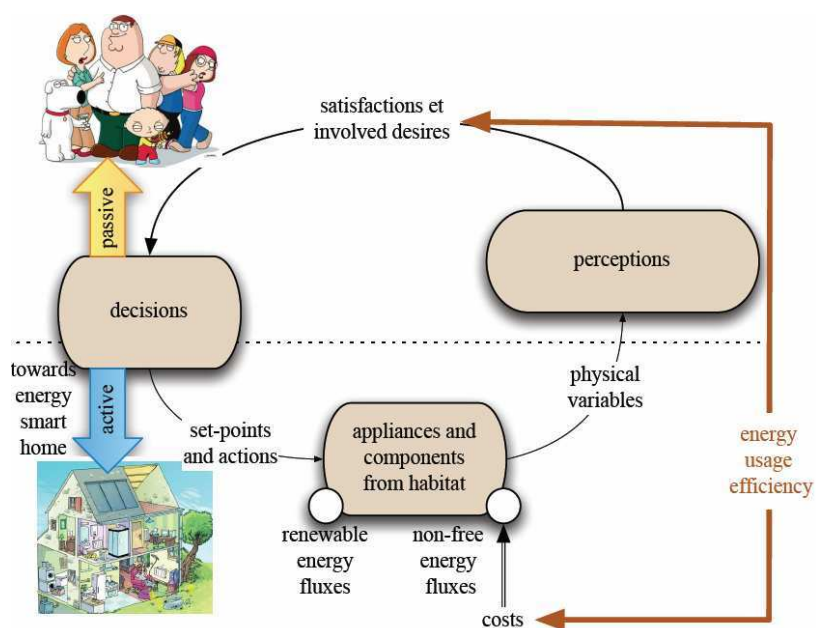 satisfactions et
involved desires
passive
perceptions
decisions
towards
energy
smart
home
active
physical
variables
set-points
and actions
appliances and
components
from habitat
energy
usage
efficiency
renewable
energy
fluxes
non-free
energy
fluxes
costs